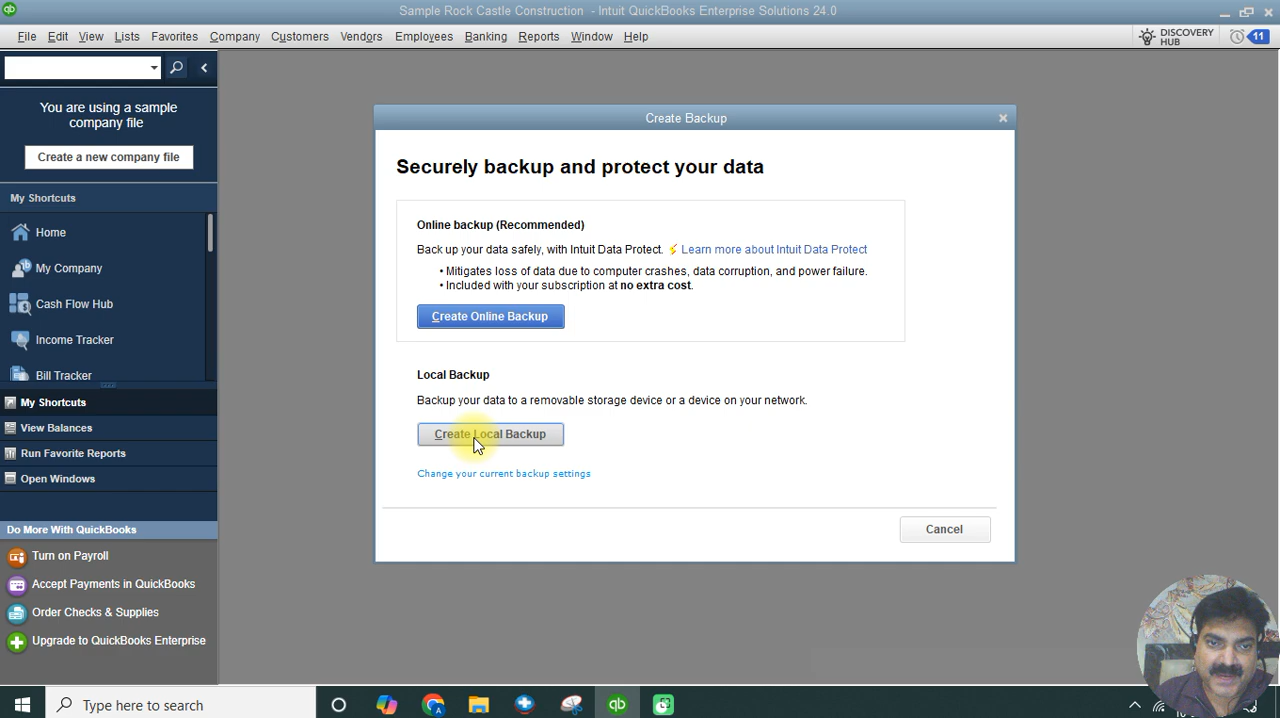 Sample Rock Castle Construction - Intuit QuickBooks Enterprise Solutions 24.0
File Edit View Lists Favorites Company Customers Vendors Employees Banking Reports Window Help
DISCOVERY
HUB
11
You are using a sample
company file
Create a new company file
My Shortcuts
Home
My Company
Cash Flow Hub
Income Tracker
Bill Tracker
My Shortcuts
View Balances
Run Favorite Reports
Open Windows
Do More With QuickBooks
Turn on Payroll
Accept Payments in QuickBooks
Order Checks & Supplies
Upgrade to QuickBooks Enterprise
Create Backup
Securely backup and protect your data
Online backup (Recommended)
Back up your data safely, with Intuit Data Protect. Learn more about Intuit Data Protect
• Mitigates loss of data due to computer crashes, data corruption, and power failure.
• Included with your subscription at no extra cost.
Create Online Backup
Local Backup
Backup your data to a removable storage device or a device on your network.
Create Local Backup
Change your current backup settings
Cancel
Type here to search